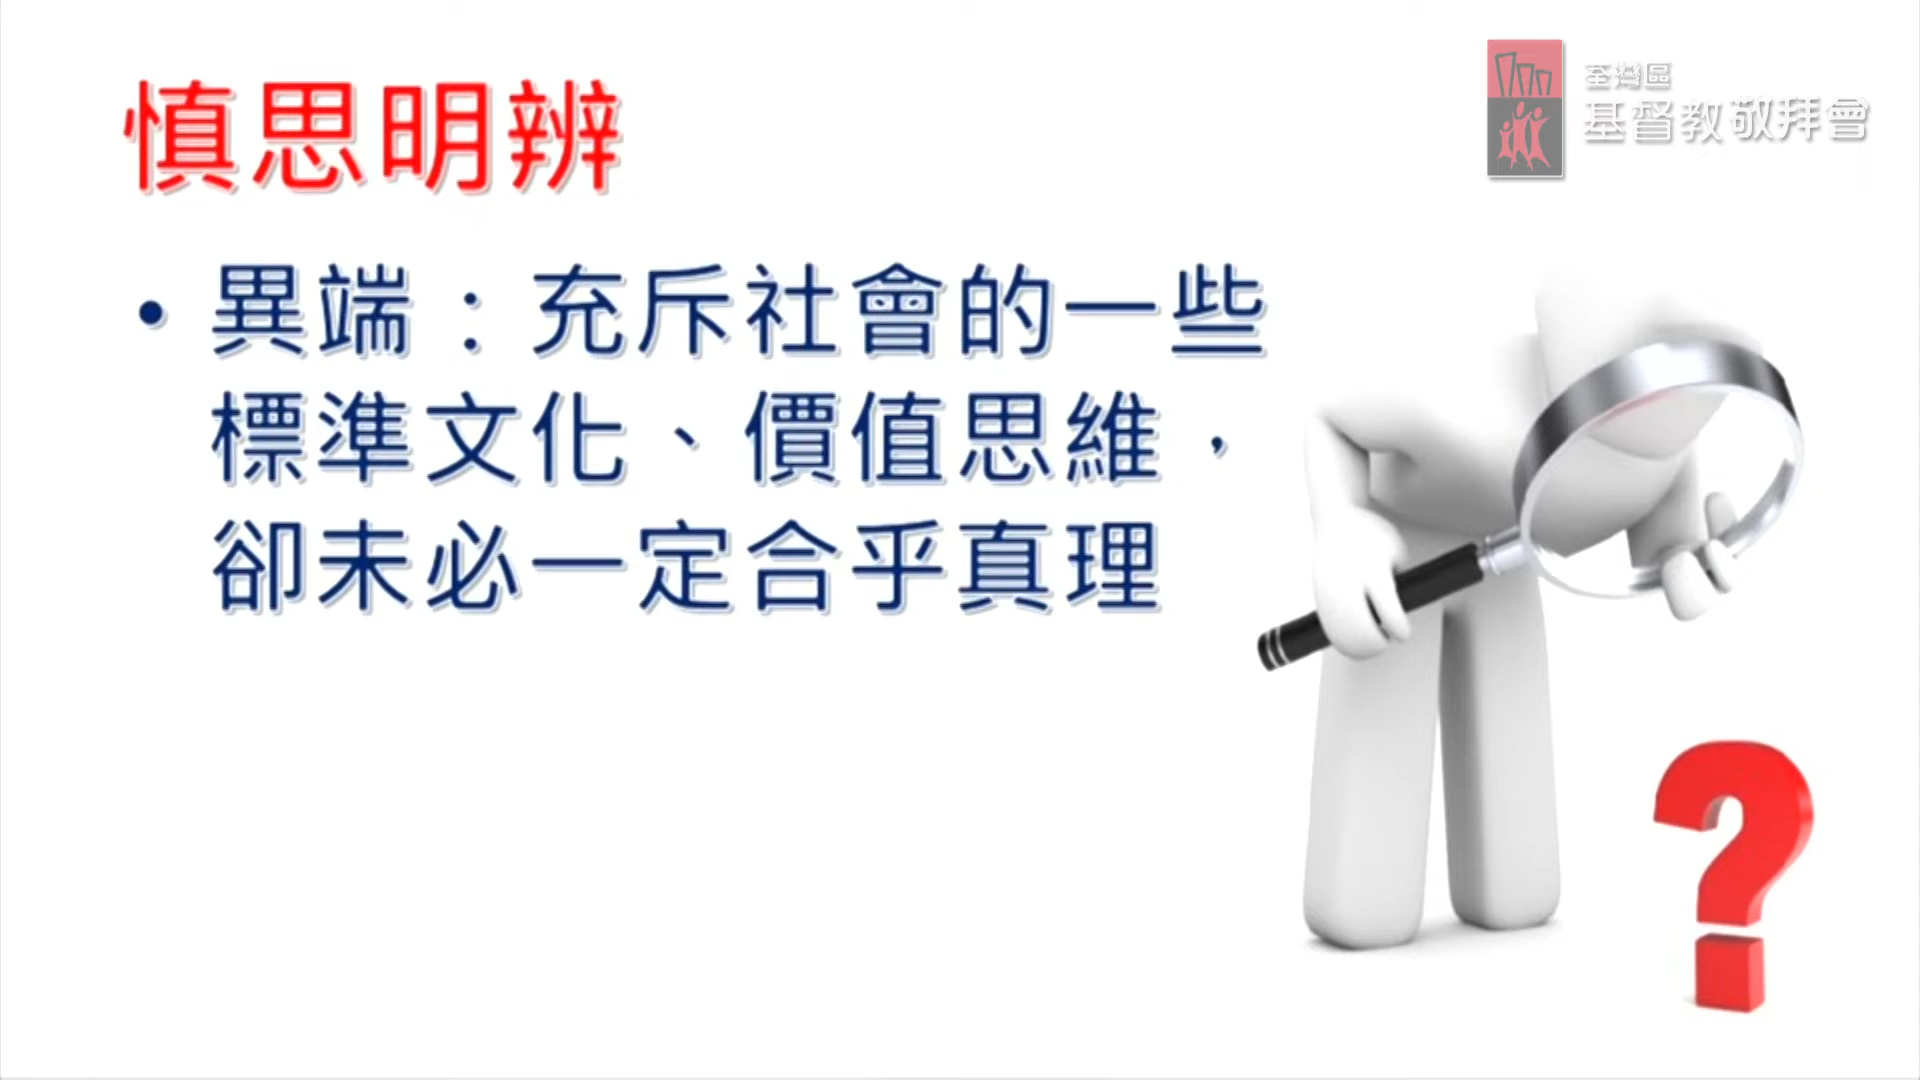 慎思明辨
荃灣區
基督教敬拜會
• 異端：充斥社會的一些
標準文化、價值思維，
卻未必一定合乎真理